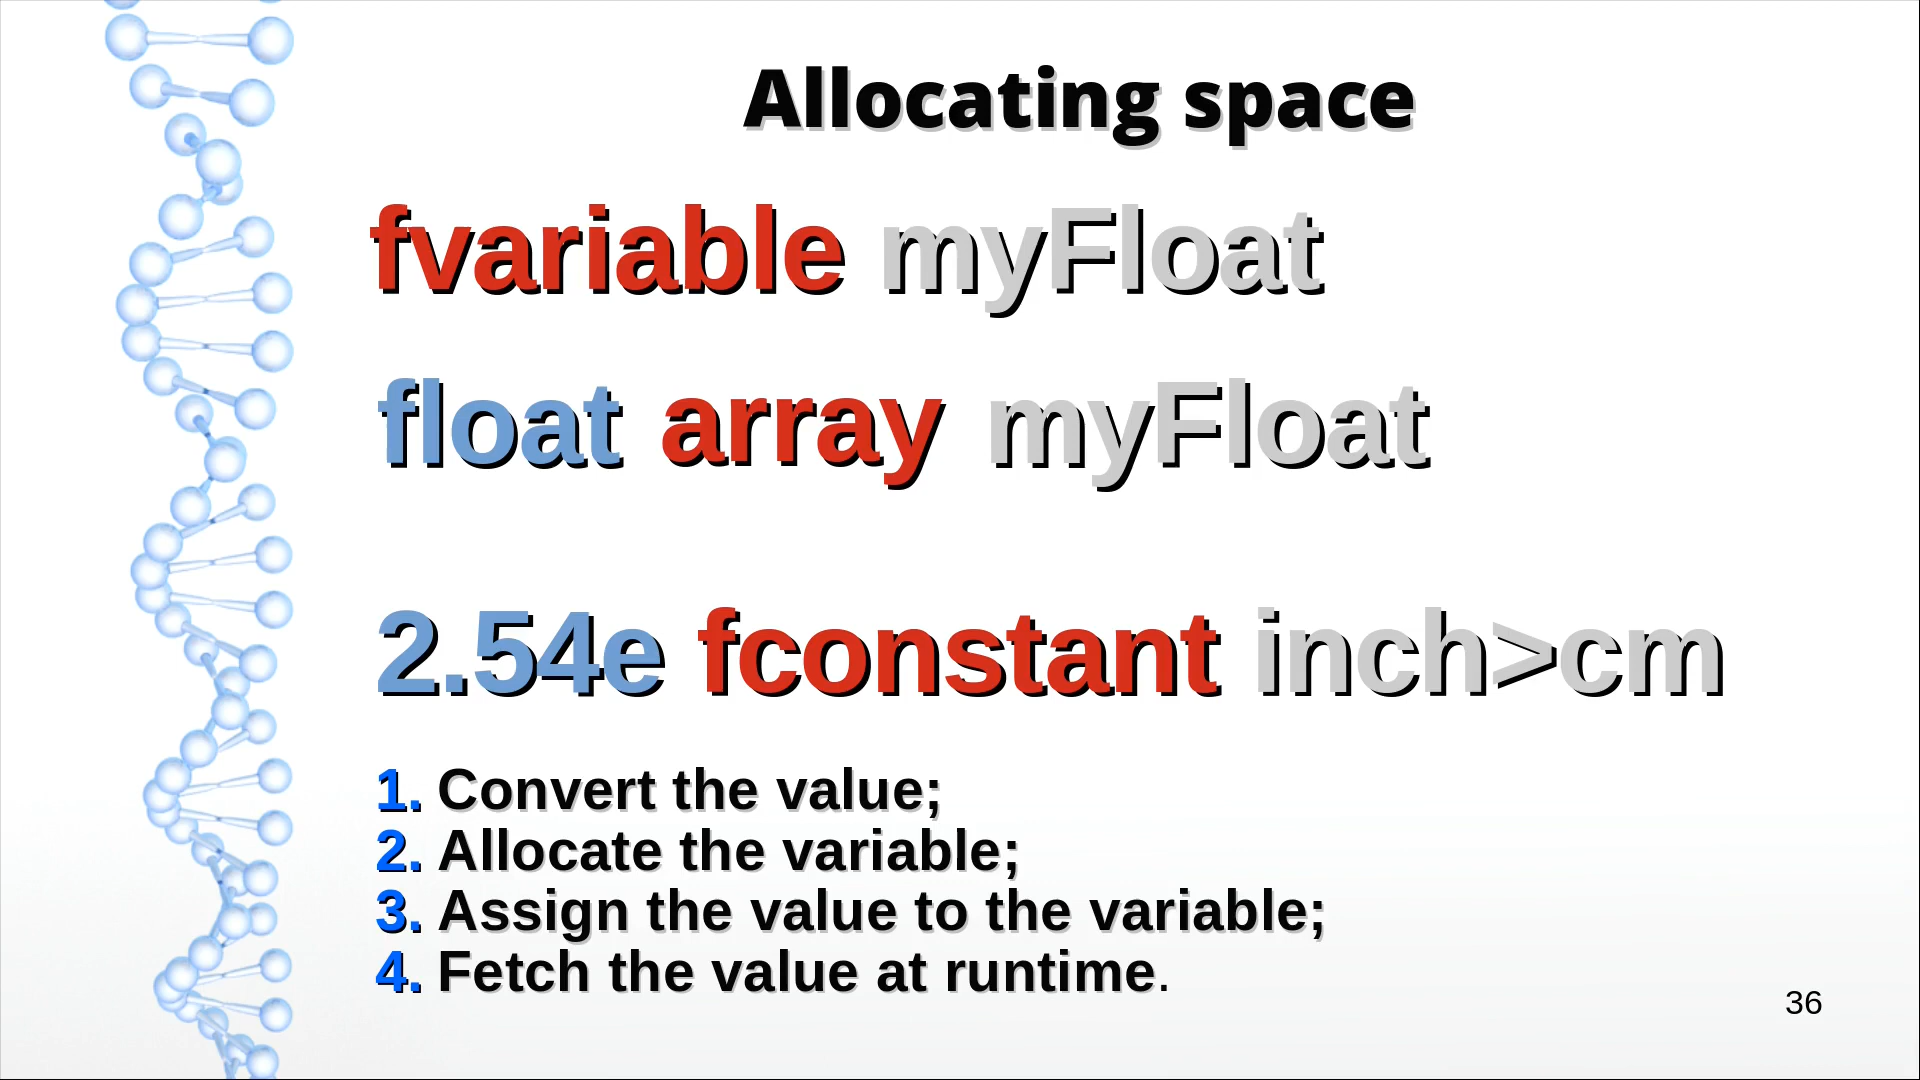 Allocating space
fvariable myFloat
float array myFloat
2.54e fconstant inch>cm
1. Convert the value;
2. Allocate the variable;
3. Assign the value to the variable;
4. Fetch the value at runtime.
36